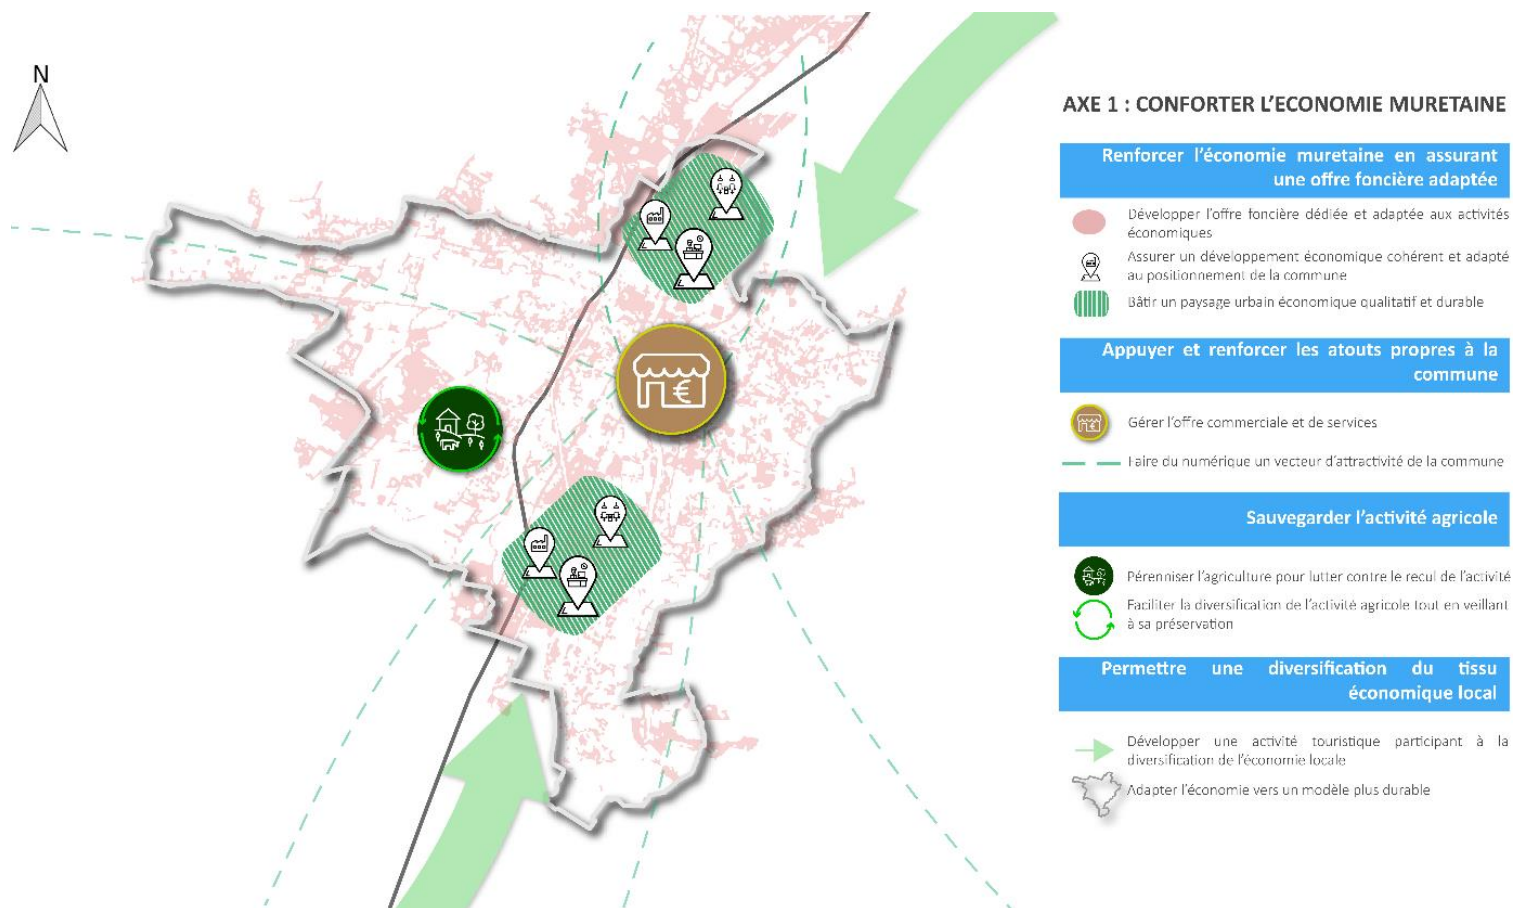 N
AXE 1 : CONFORTER L'ECONOMIE MURETAINE
Renforcer l'économie muretaine en assurant
une offre foncière adaptée
Développer l'offre foncière dédiée et adaptée aux activités
économiques
Assurer un développement économique cohérent et adapté
au positionnement de la commune
Bâtir un paysage urbain économique qualitatif et durable
Appuyer et renforcer les atouts propres à la
commune
Gérer l'offre commerciale et de services
Faire du numérique un vecteur d'attractivité de la commune
Sauvegarder l'activité agricole
Pérenniser l'agriculture pour lutter contre le recul de l'activité
Faciliter la diversification de l'activité agricole tout en veillant
à sa préservation
Permettre une diversification du tissu
économique local
Développer une activité touristique participant à la
diversification de l'économie locale
Adapter l'économie vers un modèle plus durable